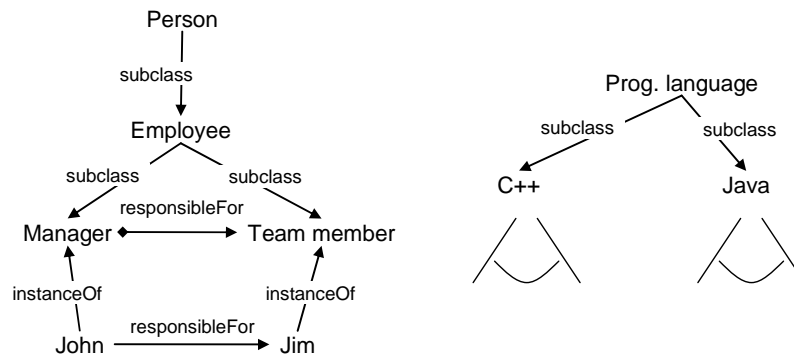 Person
subclass
Employee
subclass
subclass
responsibleFor
Manager
Team member
instanceOf
instanceOf
responsibleFor
John
Jim
Prog. language
subclass
subclass
C++
Java